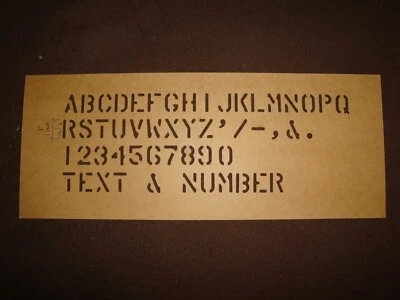 ABCDEFGHIJKLMNOPQ
RSTUVWXYZ'/-,&.
1234567890
TEXT & NUMBER